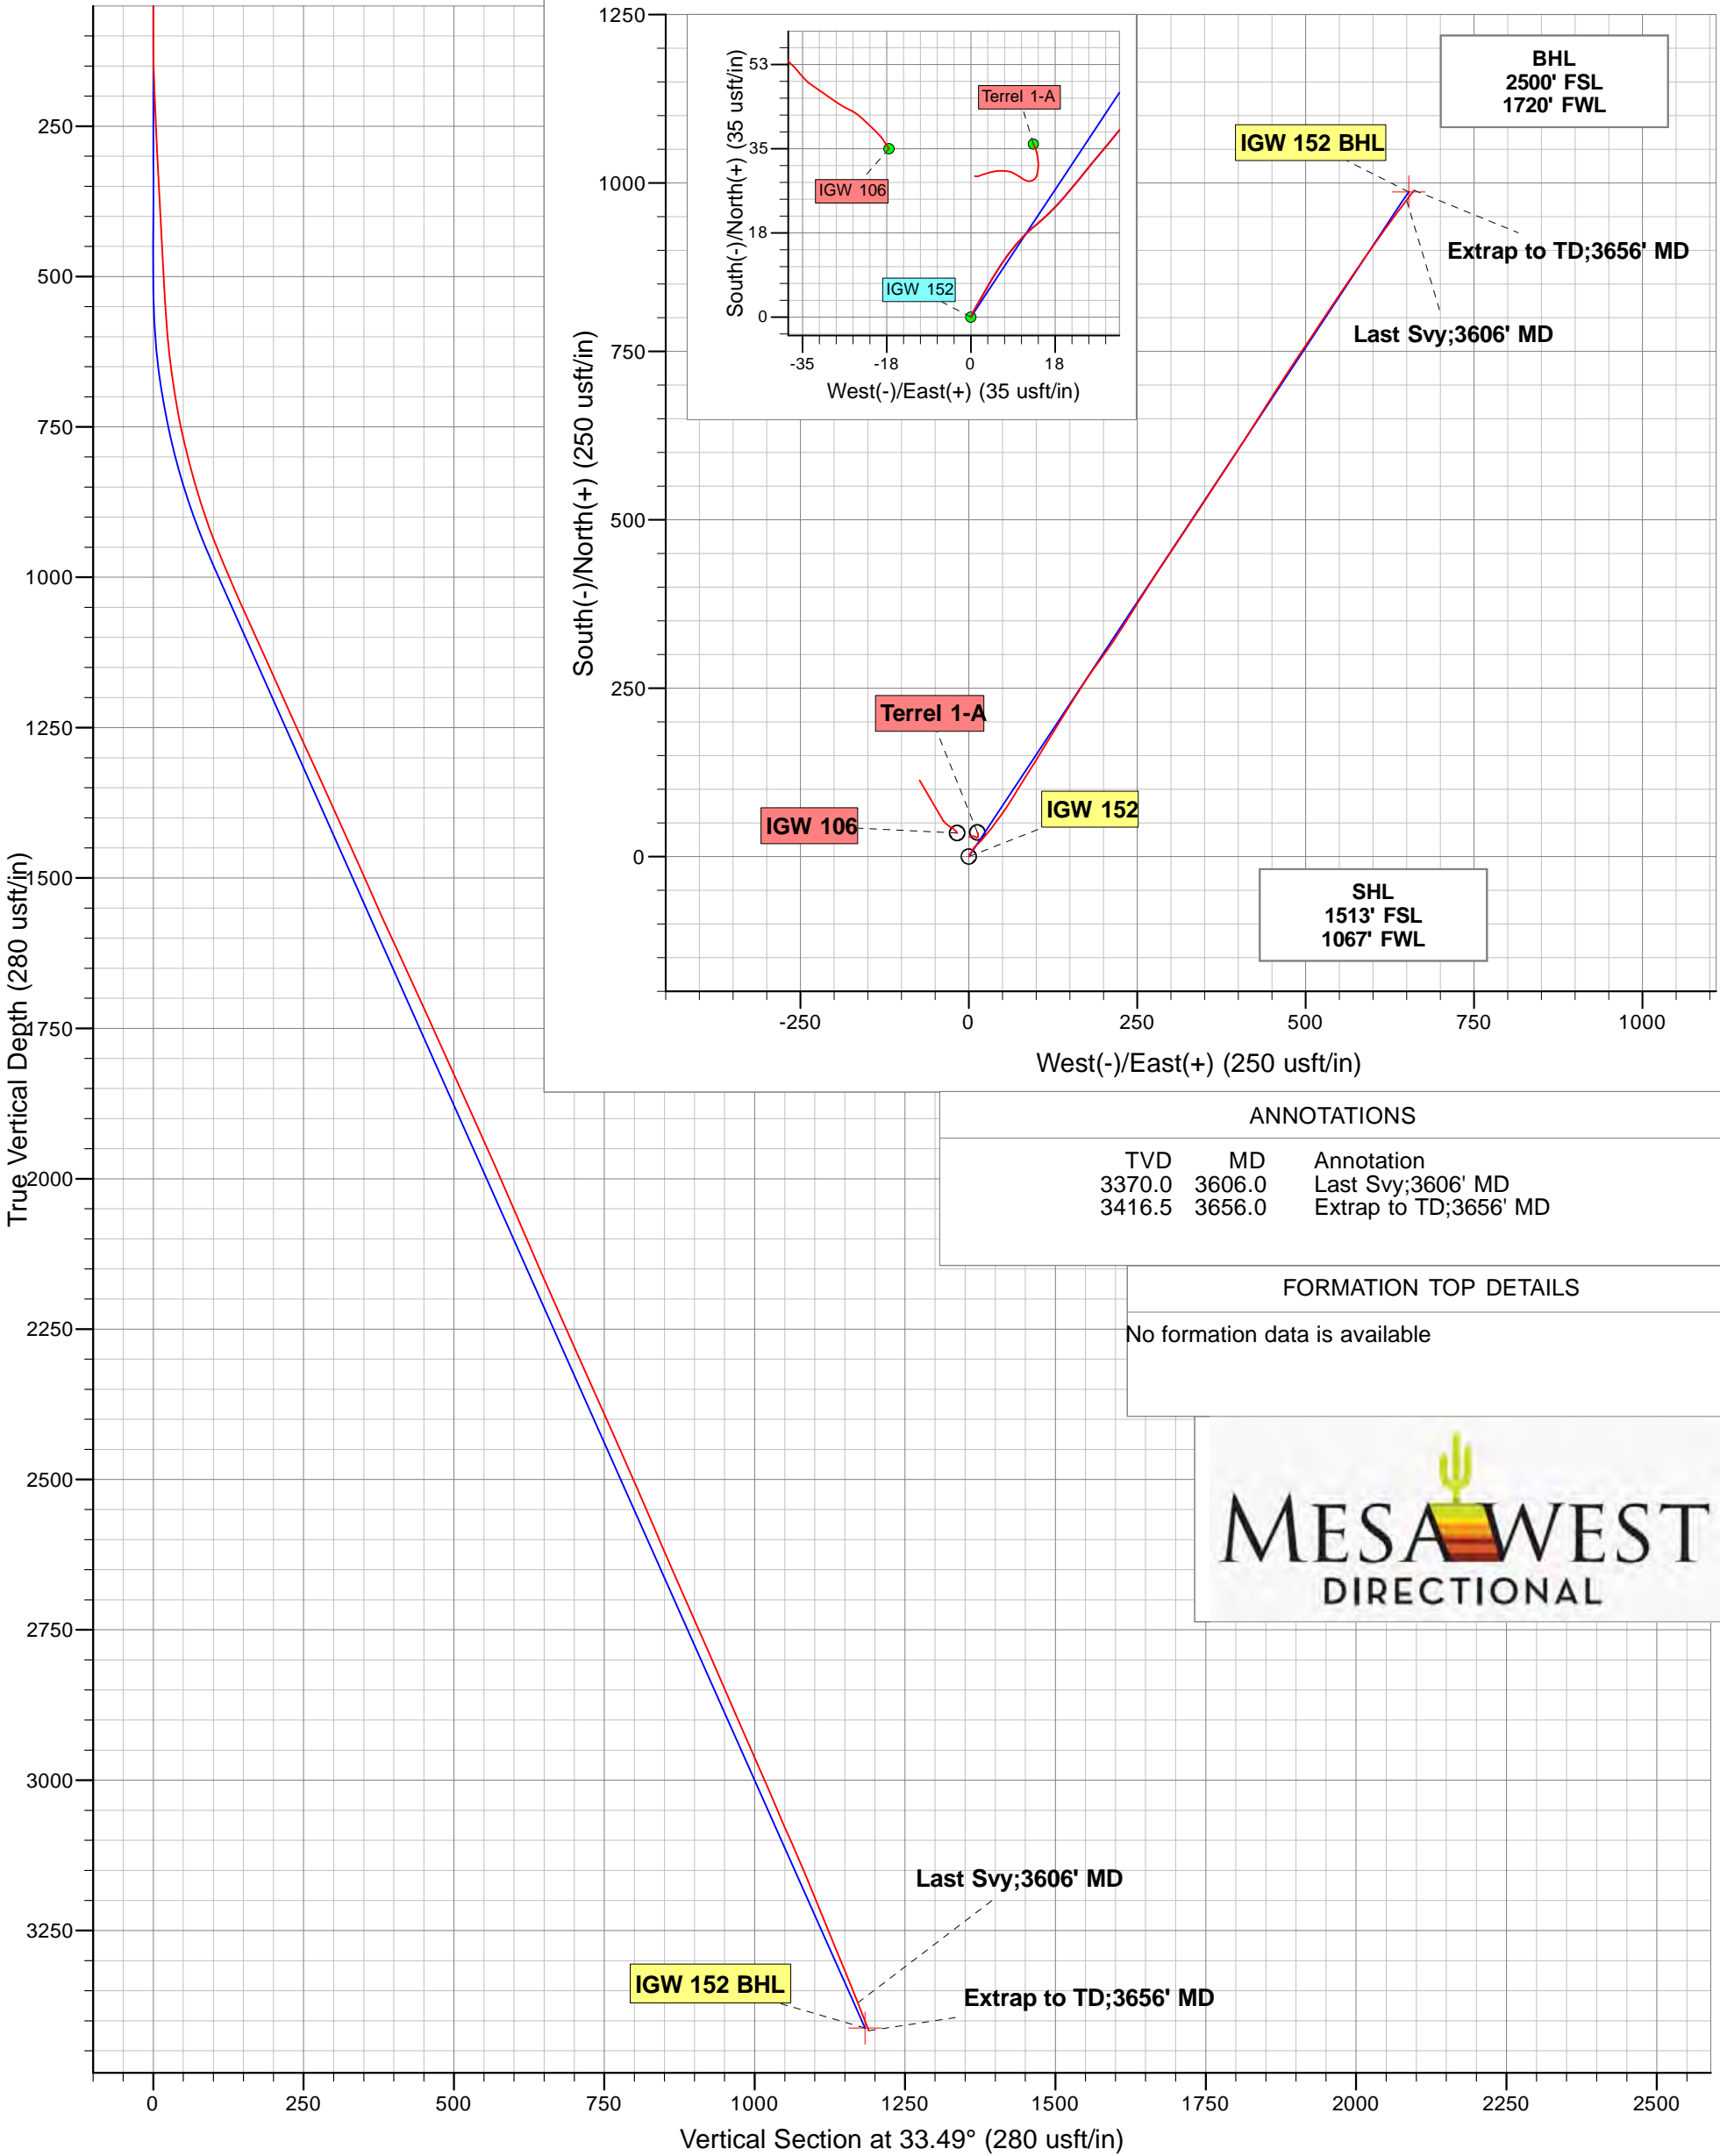 250
500
750
1000
1250
1500
1750
2000
2250
2500
2750
3000
3250
True Vertical Depth (280 usft/in)
0
250
500
750
1000
1250
1500
1750
2000
2250
2500
Vertical Section at 33.49° (280 usft/in)
Last Svy;3606' MD
IGW 152 BHL
Extrap to TD;3656' MD
1250
1000
750
500
250
0
South(-)/North(+) (250 usft/in)
-250
0
250
500
750
1000
West(-)/East(+) (250 usft/in)
53
35
18
0
South(-)/North(+) (35 usft/in)
-35
-18
0
18
West(-)/East(+) (35 usft/in)
Terrel 1-A
IGW 106
IGW 152
BHL
2500' FSL
1720' FWL
IGW 152 BHL
Extrap to TD;3656' MD
Last Svy;3606' MD
Terrel 1-A
IGW 152
IGW 106
SHL
1513' FSL
1067' FWL
ANNOTATIONS
TVD MD Annotation
3370.0 3606.0 Last Svy;3606' MD
3416.5 3656.0 Extrap to TD;3656' MD
FORMATION TOP DETAILS
No formation data is available
MESA WEST
DIRECTIONAL